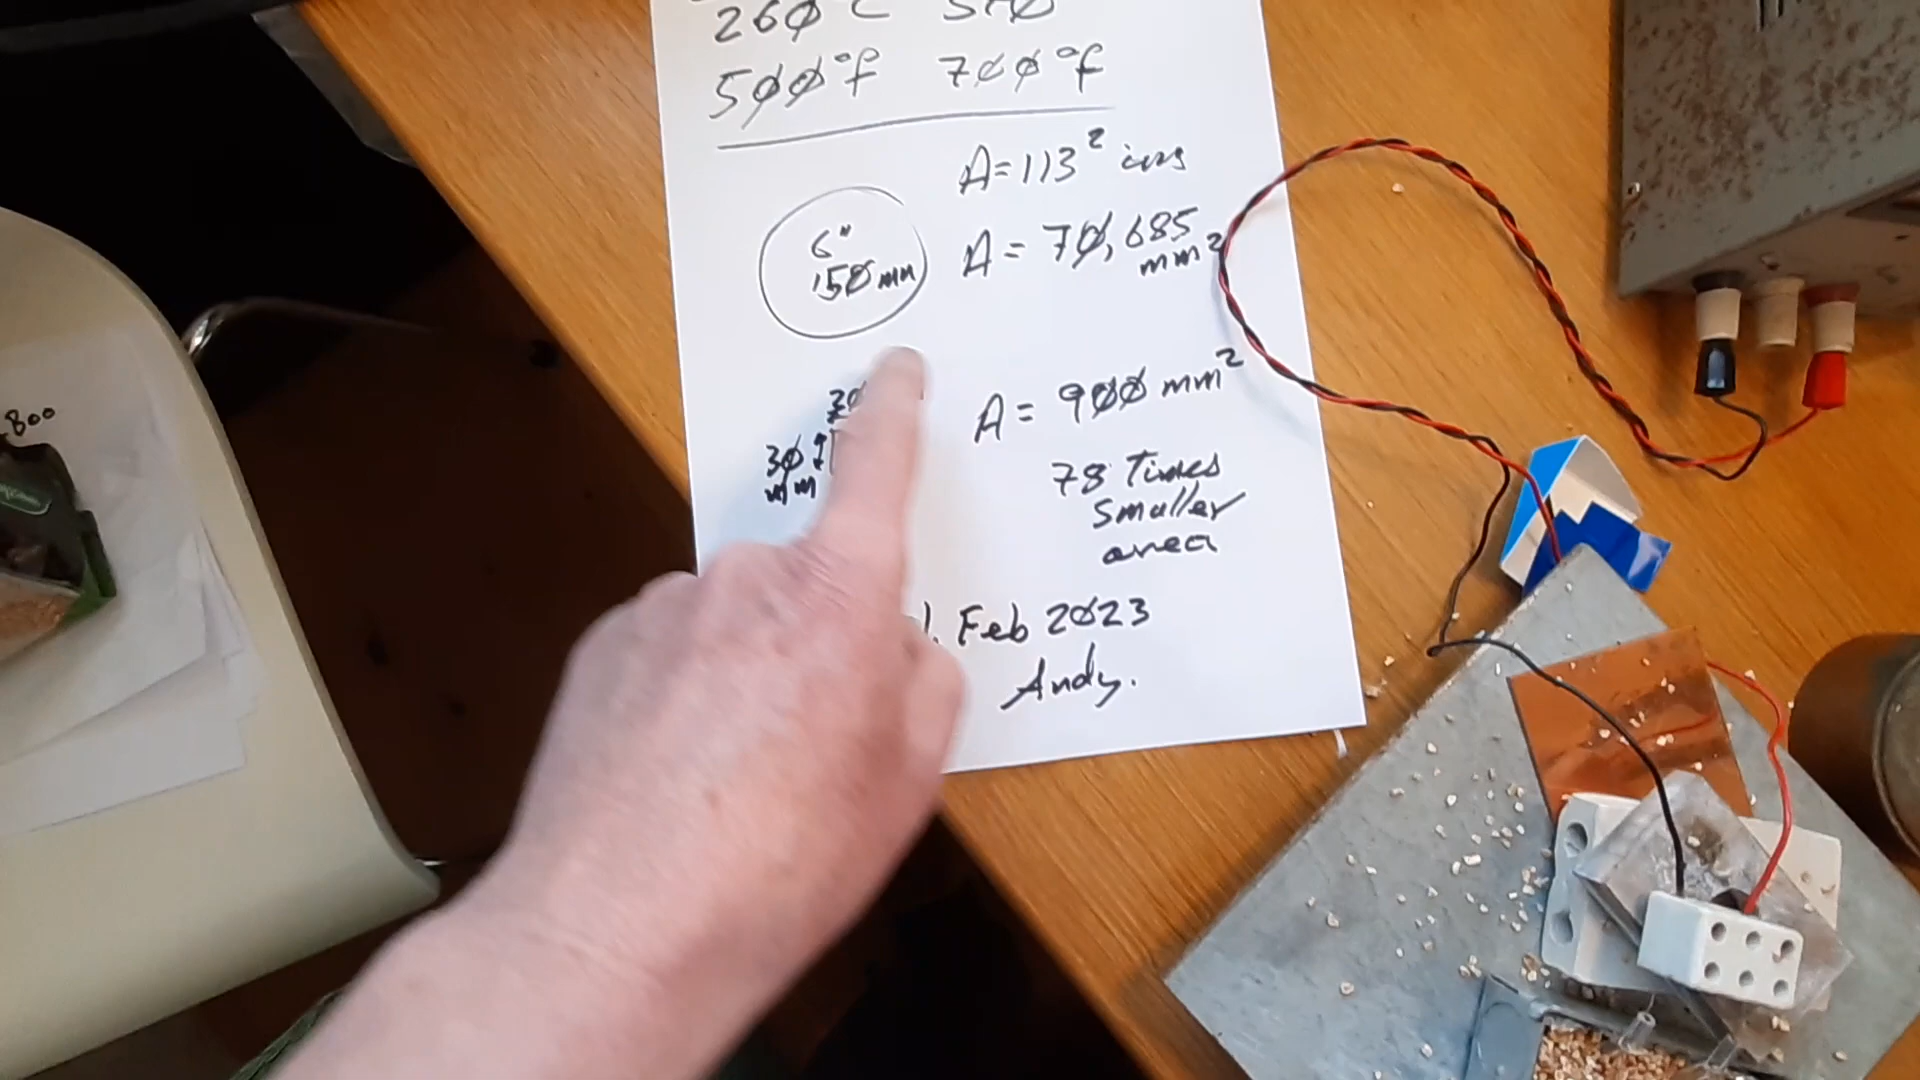 260°C
500°f 700°f
A=113² ins
6"
150mm
A= 70,685
mm²
30
mm
A= 900 mm²
78 Times
smaller
area
Feb 2023
Andy.
800